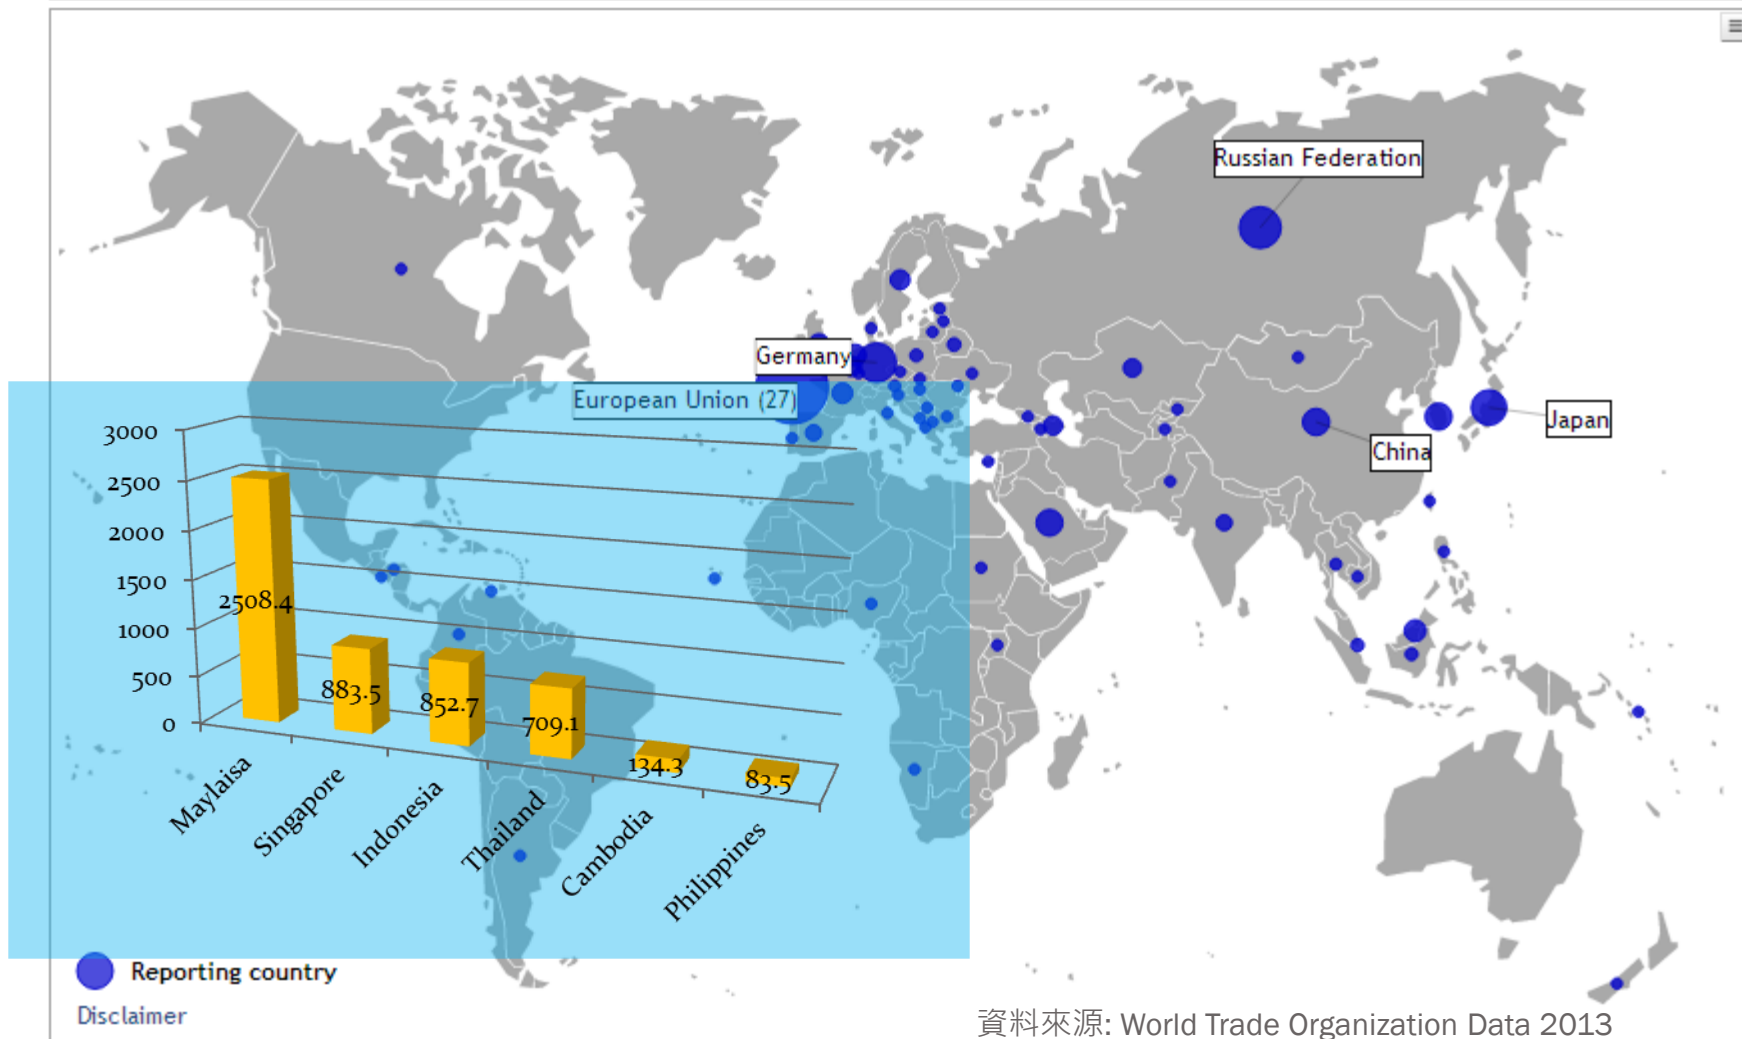 Russian Federation
Germany
European Union (27)
Japan
China
3000
2500
2000
1500
1000
500
0
2508.4
883.5
852.7
709.1
134.3
83.5
Maylaisa
Singapore
Indonesia
Thailand
Cambodia
Philippines
Reporting country
Disclaimer
資料來源: World Trade Organization Data 2013